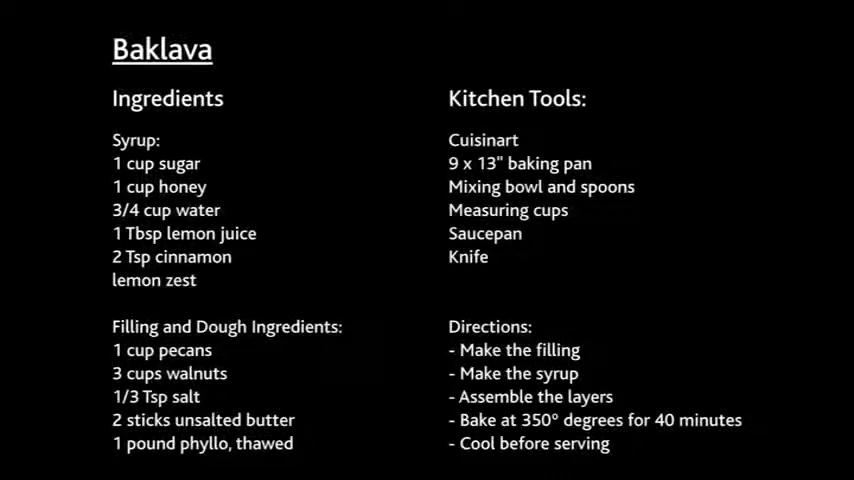 Baklava
Ingredients
Syrup:
1 cup sugar
1 cup honey
3/4 cup water
1 Tbsp lemon juice
2 Tsp cinnamon
lemon zest
Filling and Dough Ingredients:
1 cup pecans
3 cups walnuts
1/3 Tsp salt
2 sticks unsalted butter
1 pound phyllo, thawed
Kitchen Tools:
Cuisinart
9 x 13" baking pan
Mixing bowl and spoons
Measuring cups
Saucepan
Knife
Directions:
- Make the filling
- Make the syrup
- Assemble the layers
- Bake at 350° degrees for 40 minutes
- Cool before serving